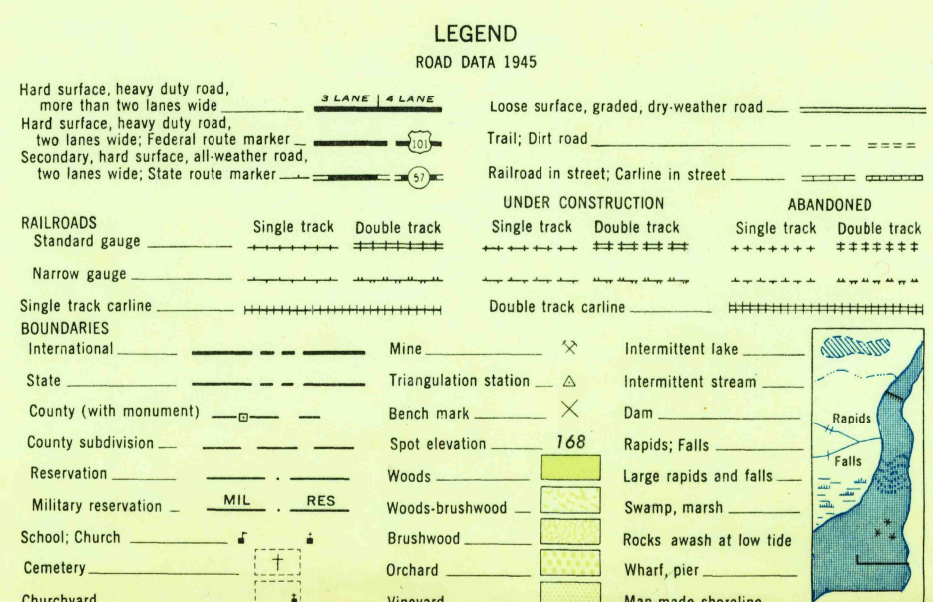 LEGEND
ROAD DATA 1945
Hard surface, heavy duty road,
more than two lanes wide
3 LANE | 4 LANE
Hard surface, heavy duty road,
two lanes wide; Federal route marker
101
Secondary, hard surface, all-weather road,
two lanes wide; State route marker
57
Loose surface, graded, dry-weather road
Trail; Dirt road
Railroad in street; Carline in street
UNDER CONSTRUCTION ABANDONED
RAILROADS Single track Double track Single track Double track Single track Double track
Standard gauge
Narrow gauge
Single track carline Double track carline
BOUNDARIES
International
State
County (with monument)
County subdivision
Reservation
Military reservation MIL RES
School; Church
Cemetery
Churchyard
Mine
Triangulation station
Bench mark
Spot elevation 168
Woods
Woods-brushwood
Brushwood
Orchard
Vineyard
Intermittent lake
Intermittent stream
Dam
Rapids; Falls
Large rapids and falls
Swamp, marsh
Rocks awash at low tide
Wharf, pier
Man made shoreline
Rapids
Falls